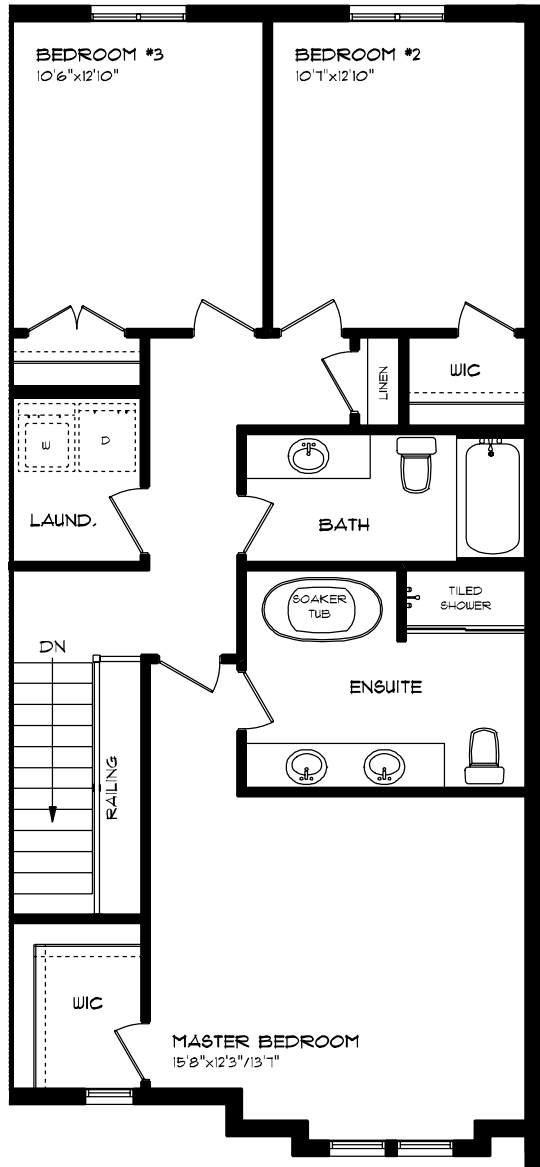 BEDROOM #3
10'6"x12'10"
BEDROOM #2
10'7"x12'10"
LINEN
WIC
W
D
LAUND.
BATH
SOAKER
TUB
TILED
SHOWER
DN
ENSUITE
RAILING
WIC
MASTER BEDROOM
15'8"x12'3"/13'7"